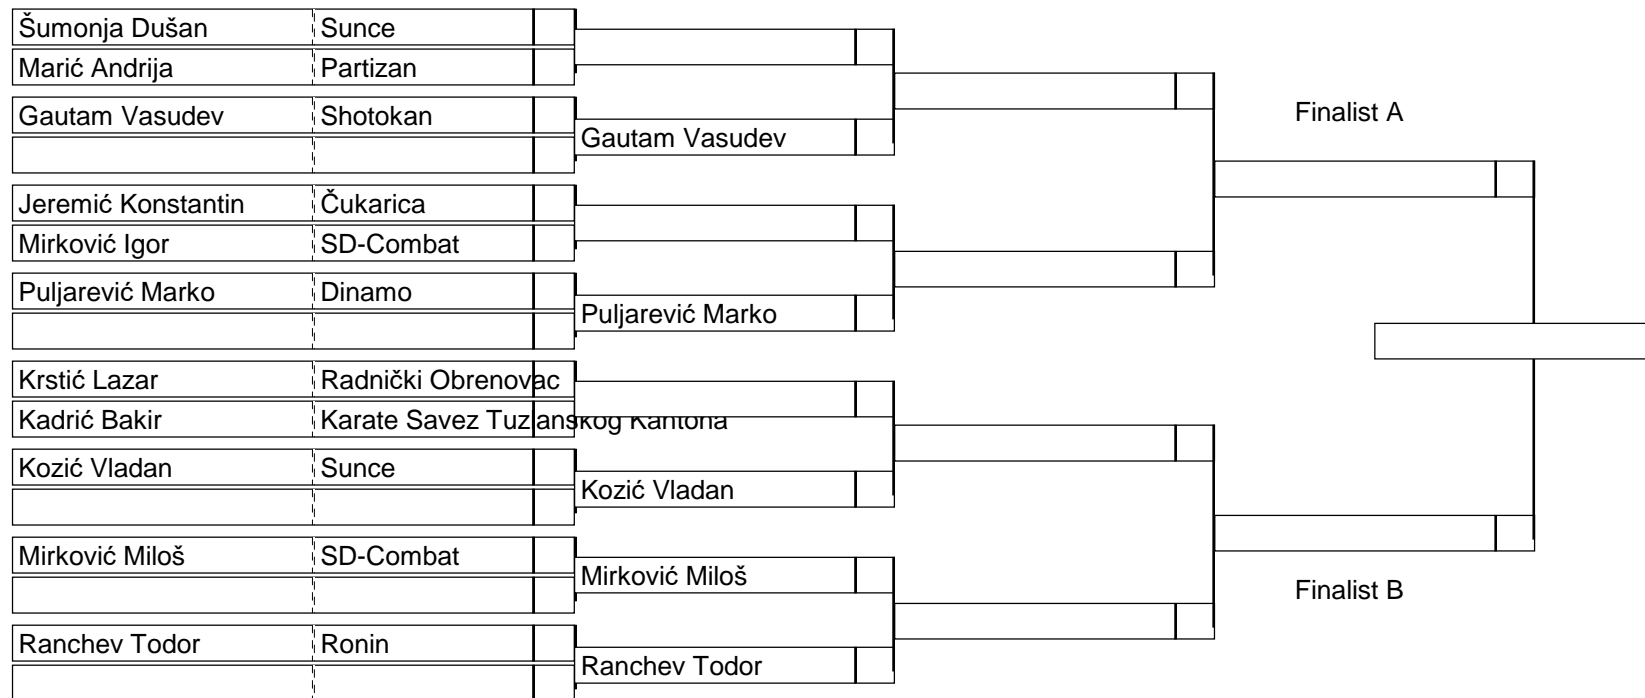 Šumonja Dušan Sunce
Marić Andrija Partizan
Gautam Vasudev Shotokan
Gautam Vasudev
Jeremić Konstantin Čukarica
Mirković Igor SD-Combat
Puljarević Marko Dinamo
Puljarević Marko
Krstić Lazar Radnički Obrenovac
Kadrić Bakir Karate Savez Tuzlanskog Kantona
Kozić Vladan Sunce
Kozić Vladan
Mirković Miloš SD-Combat
Mirković Miloš
Ranchev Todor Ronin
Ranchev Todor
Finalist A
Finalist B